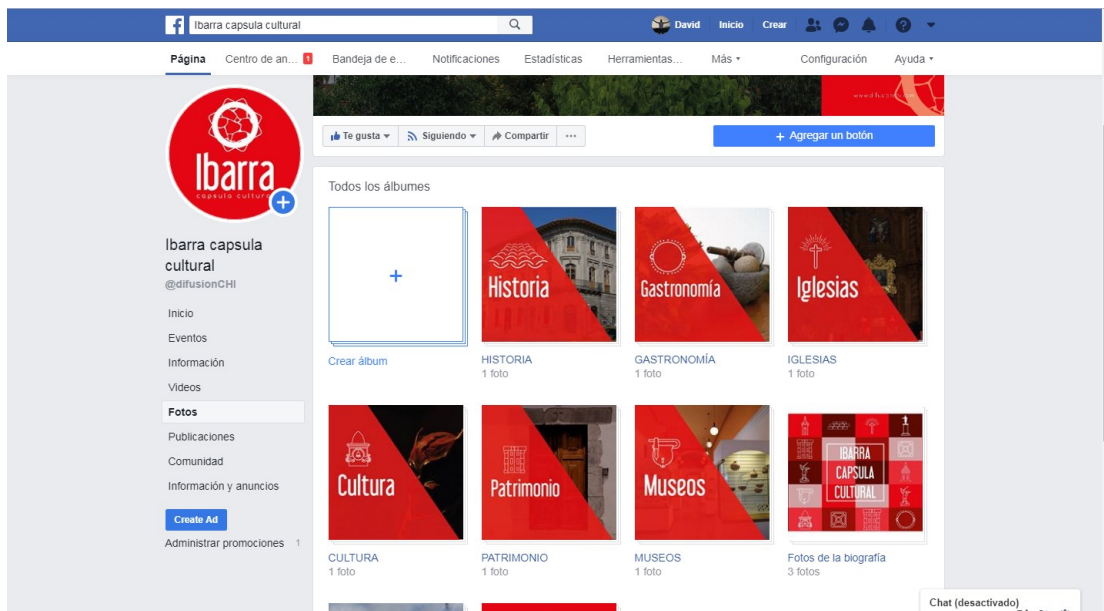 Ibarra capsula cultural
David Inicio Crear
Página Centro de an... 1 Bandeja de e... Notificaciones Estadísticas Herramientas... Más Configuración Ayuda
Ibarra
capsula cultural
Te gusta Siguiendo Compartir ... + Agregar un botón
Ibarra capsula
cultural
@difusionCHI
Inicio
Eventos
Información
Videos
Fotos
Publicaciones
Comunidad
Información y anuncios
Create Ad
Administrar promociones 1
Todos los álbumes
Historia
Gastronomía
Iglesias
Crear álbum
HISTORIA
1 foto
GASTRONOMÍA
1 foto
IGLESIAS
1 foto
Cultura
Patrimonio
Museos
IBARRA
CAPSULA
CULTURAL
CULTURA
1 foto
PATRIMONIO
1 foto
MUSEOS
1 foto
Fotos de la biografía
3 fotos
Chat (desactivado)